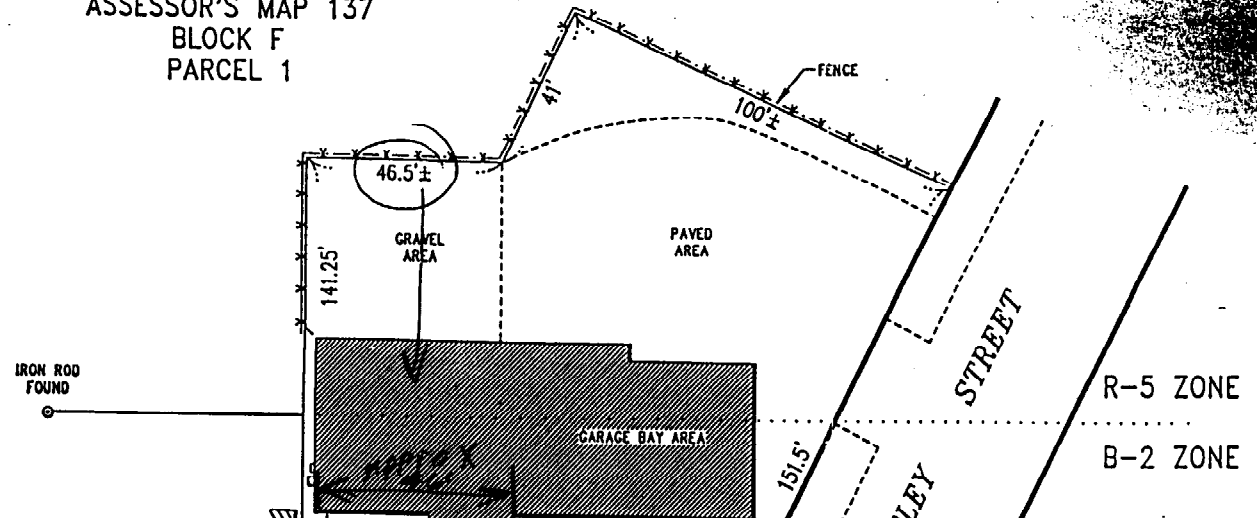 ASSESSOR'S MAP 137
BLOCK F
PARCEL 1
FENCE
41'
100'±
46.5'±
GRAVEL
AREA
PAVED
AREA
141.25'
IRON ROD
FOUND
STREET
R-5 ZONE
GARAGE BAY AREA
B-2 ZONE
151.5'
approx